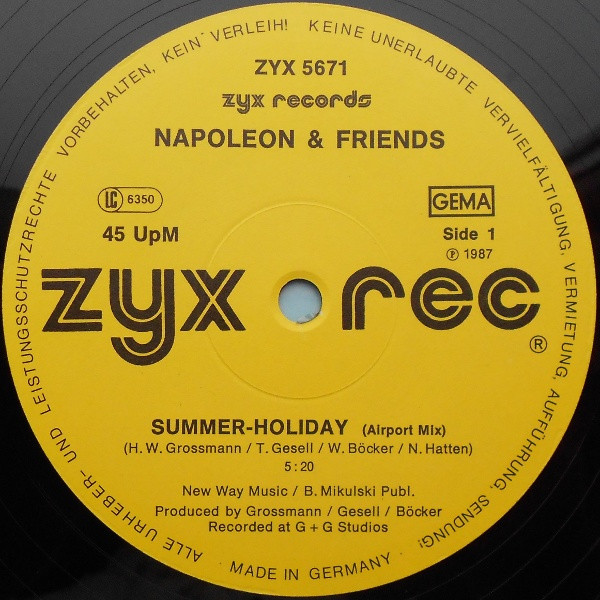 ALLE URHEBER- UND LEISTUNGSSCHUTZRECHTE VORBEHALTEN, KEIN VERLEIH! KEINE UNERLAUBTE VERVIELFÄLTIGUNG, VERMIETUNG, AUFFÜHRUNG, SENDUNG!
ZYX 5671
zyx records
NAPOLEON & FRIENDS
LC 6350
GEMA
45 UpM
Side 1
Ⓟ 1987
zyx rec ®
SUMMER-HOLIDAY (Airport Mix)
(H.W. Grossmann / T. Gesell / W. Böcker / N. Hatten)
5:20
New Way Music / B. Mikulski Publ.
Produced by Grossmann / Gesell / Böcker
Recorded at G + G Studios
· MADE IN GERMANY ·